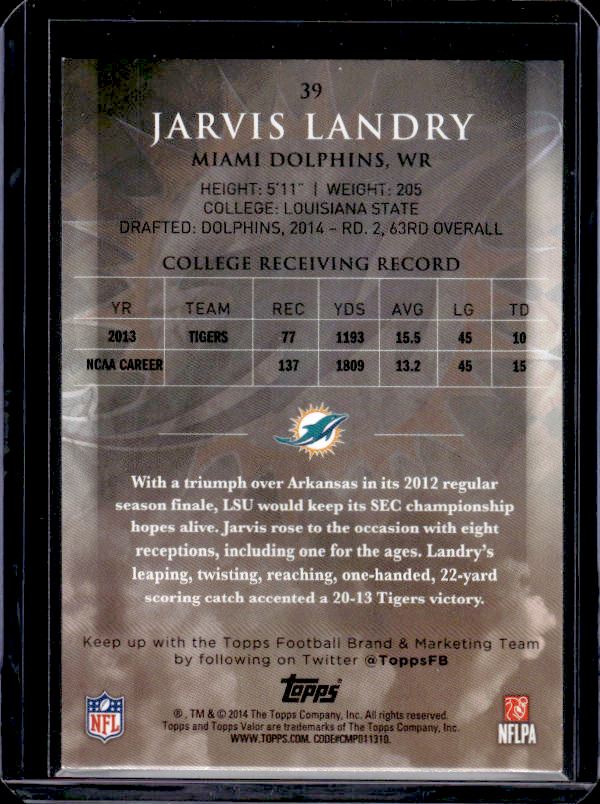 39
JARVIS LANDRY
MIAMI DOLPHINS, WR
HEIGHT: 5'11" | WEIGHT: 205
COLLEGE: LOUISIANA STATE
DRAFTED: DOLPHINS, 2014 – RD. 2, 63RD OVERALL
COLLEGE RECEIVING RECORD
YR TEAM REC YDS AVG LG TD
2013 TIGERS 77 1193 15.5 45 10
NCAA CAREER 137 1809 13.2 45 15
With a triumph over Arkansas in its 2012 regular
season finale, LSU would keep its SEC championship
hopes alive. Jarvis rose to the occasion with eight
receptions, including one for the ages. Landry's
leaping, twisting, reaching, one-handed, 22-yard
scoring catch accented a 20-13 Tigers victory.
Keep up with the Topps Football Brand & Marketing Team
by following on Twitter @ToppsFB
Topps
NFL
®, TM & © 2014 The Topps Company, Inc. All rights reserved.
Topps and Topps Valor are trademarks of The Topps Company, Inc.
WWW.TOPPS.COM. CODE#CMP011310.
NFLPA